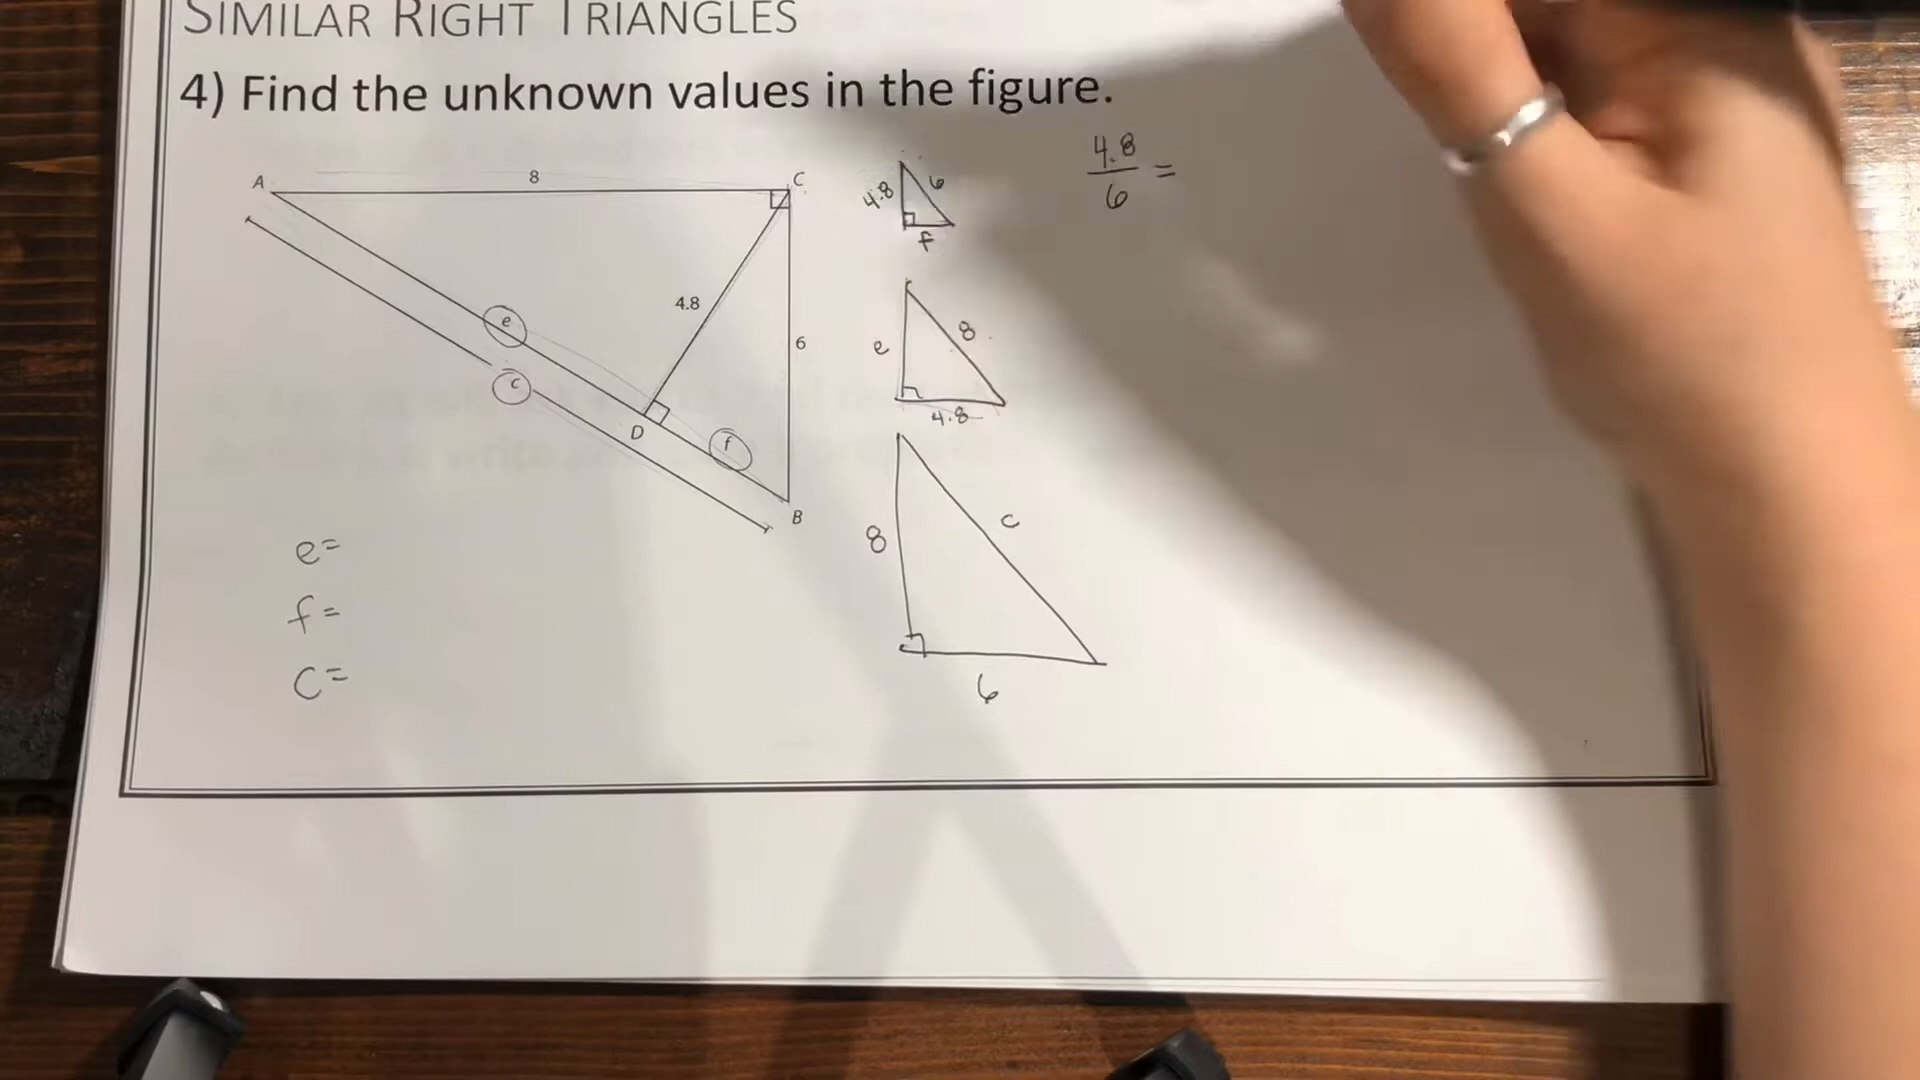 SIMILAR RIGHT TRIANGLES
4) Find the unknown values in the figure.
A
8
C
4.8
6
e
c
D
f
B
4.8
6
f
e
8
4.8
8
c
6
4.8
6
=
e=
f=
c=